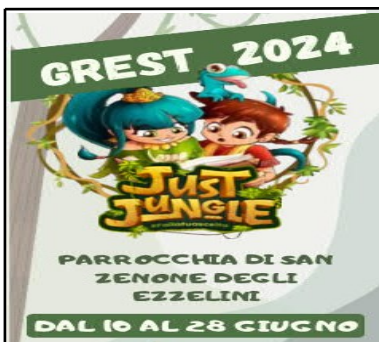 GREST 2024
JUST
JUNGLE
PARROCCHIA DI SAN
ZENONE DEGLI
EZZELINI
DAL 10 AL 28 GIUGNO